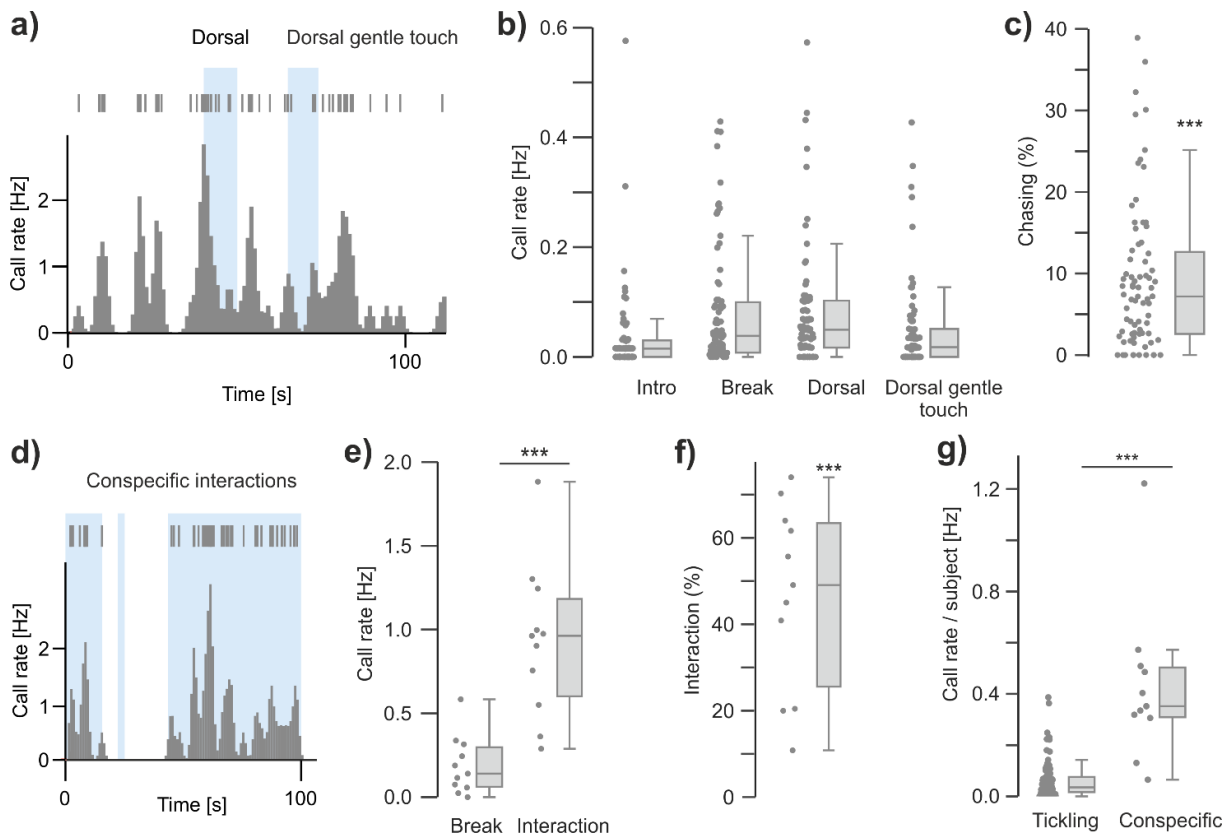 a)
Dorsal
Dorsal gentle touch
Call rate [Hz]
2
1
0
0
100
Time [s]
b)
Call rate [Hz]
0.6
0.4
0.2
0.0
Intro
Break
Dorsal
Dorsal gentle
touch
c)
Chasing (%)
40
30
20
10
0
***
d)
Conspecific interactions
Call rate [Hz]
2
1
0
0
100
Time [s]
e)
Call rate [Hz]
2.0
1.5
1.0
0.5
0.0
***
Break
Interaction
f)
Interaction (%)
60
40
20
0
***
g)
Call rate / subject [Hz]
1.2
0.8
0.4
0.0
***
Tickling
Conspecific